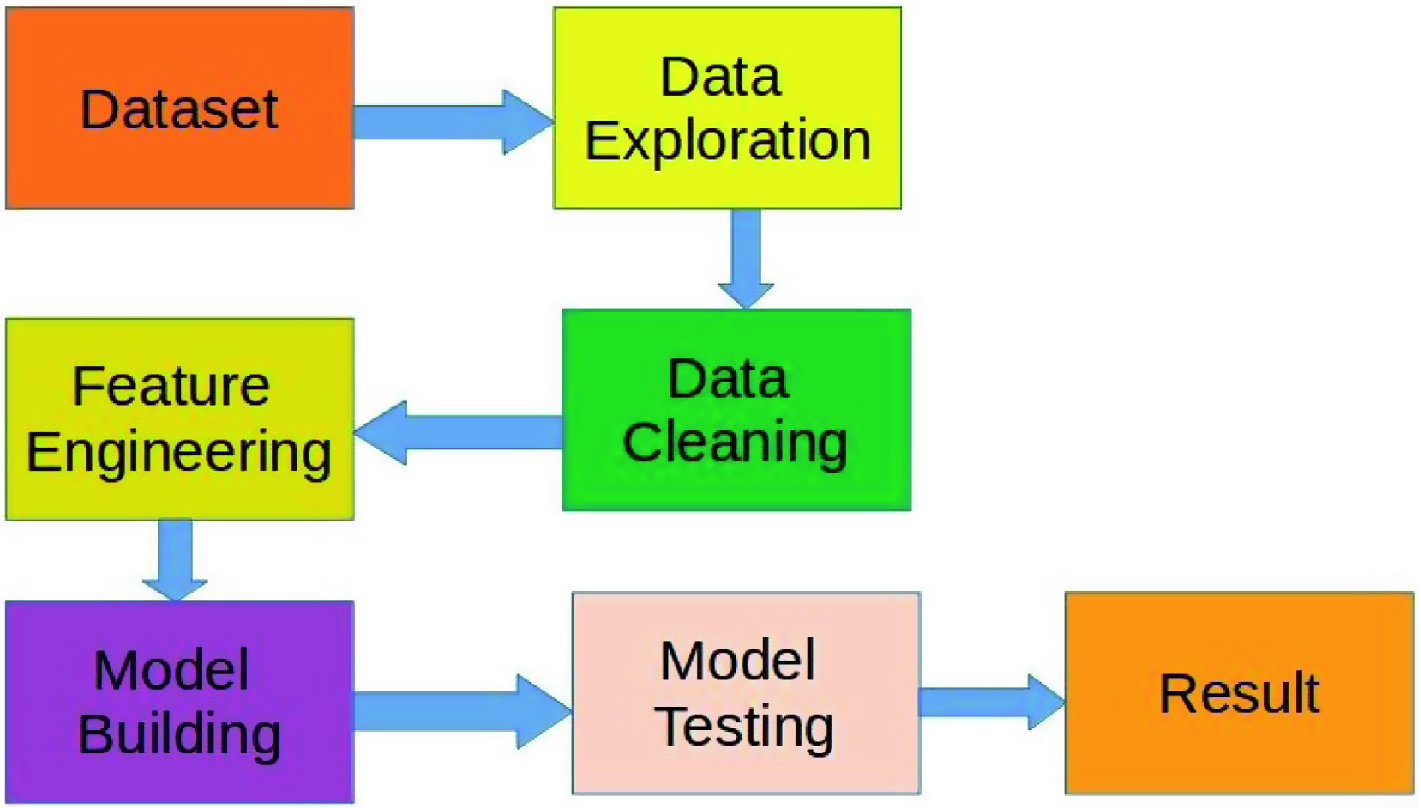 Dataset
Data
Exploration
Data
Cleaning
Feature
Engineering
Model
Building
Model
Testing
Result